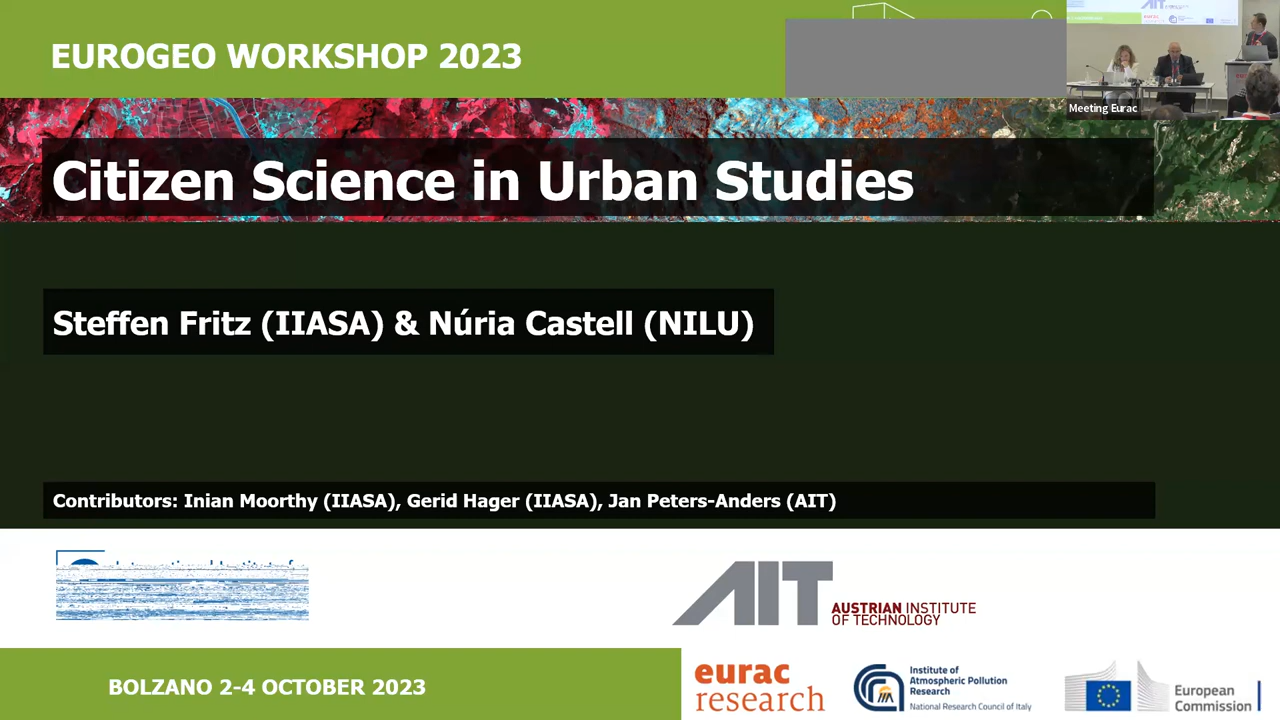 EUROGEO WORKSHOP 2023
Meeting Eurac
Citizen Science in Urban Studies
Steffen Fritz (IIASA) & Núria Castell (NILU)
Contributors: Inian Moorthy (IIASA), Gerid Hager (IIASA), Jan Peters-Anders (AIT)
AIT
AUSTRIAN INSTITUTE
OF TECHNOLOGY
BOLZANO 2-4 OCTOBER 2023
eurac
research
Institute of
Atmospheric Pollution
Research
National Research Council of Italy
European
Commission